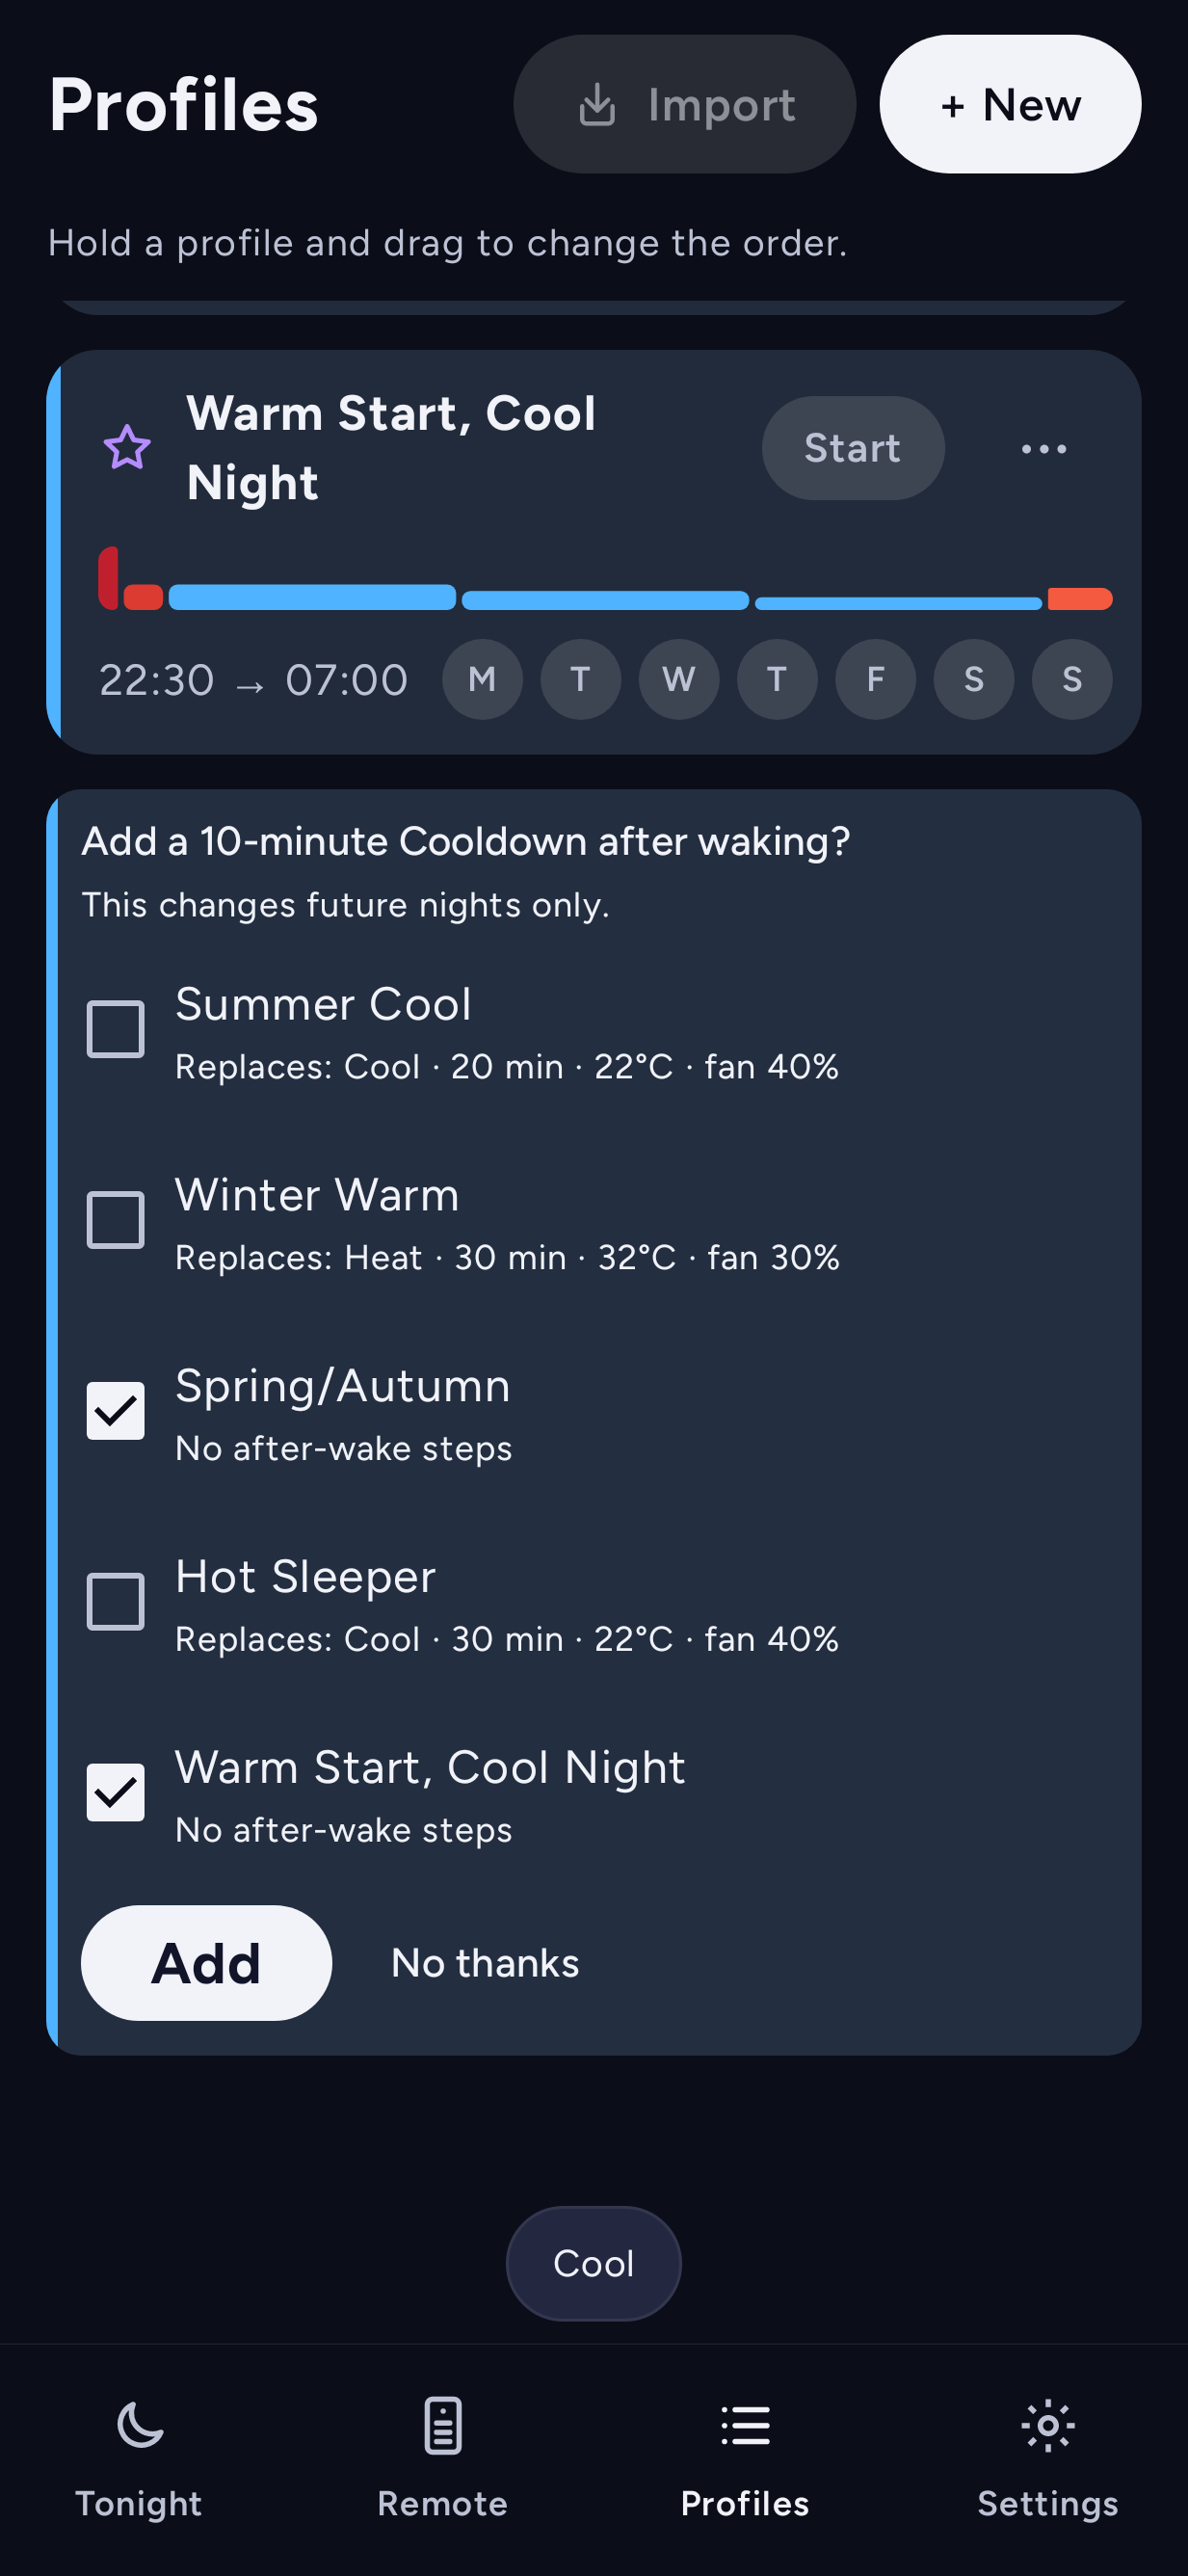 Profiles
Import
+ New
Hold a profile and drag to change the order.
Warm Start, Cool
Night
Start
22:30 → 07:00
M T W T F S S
Add a 10-minute Cooldown after waking?
This changes future nights only.
Summer Cool
Replaces: Cool · 20 min · 22°C · fan 40%
Winter Warm
Replaces: Heat · 30 min · 32°C · fan 30%
Spring/Autumn
No after-wake steps
Hot Sleeper
Replaces: Cool · 30 min · 22°C · fan 40%
Warm Start, Cool Night
No after-wake steps
Add
No thanks
Cool
Tonight
Remote
Profiles
Settings